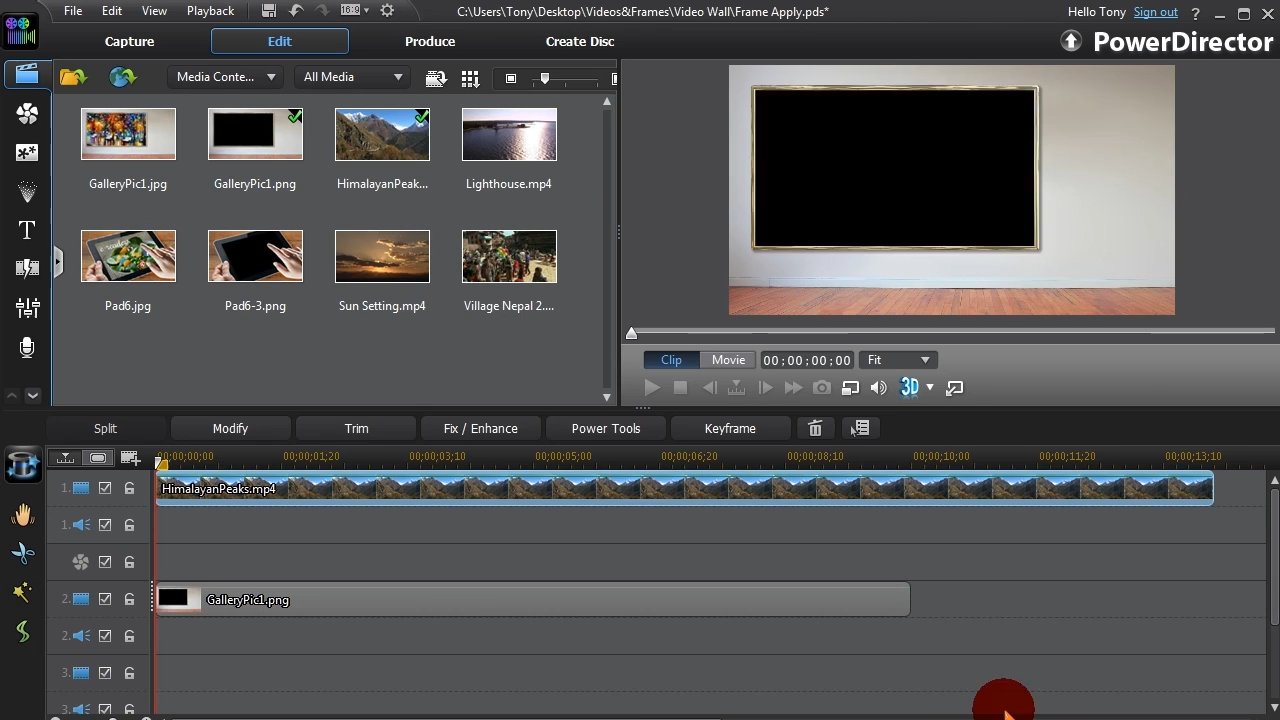 File Edit View Playback 16:9 C:\Users\Tony\Desktop\Videos&Frames\Video Wall\Frame Apply.pds* Hello Tony Sign out ?
Capture Edit Produce Create Disc PowerDirector
Media Conte... All Media
GalleryPic1.jpg GalleryPic1.png HimalayanPeak... Lighthouse.mp4
Pad6.jpg Pad6-3.png Sun Setting.mp4 Village Nepal 2....
Clip Movie 00;00;00;00 Fit
3D
Split Modify Trim Fix / Enhance Power Tools Keyframe
00;00;00;00 00;00;01;20 00;00;03;10 00;00;05;00 00;00;06;20 00;00;08;10 00;00;10;00 00;00;11;20 00;00;13;10
1. HimalayanPeaks.mp4
1.
2. GalleryPic1.png
2.
3.
3.